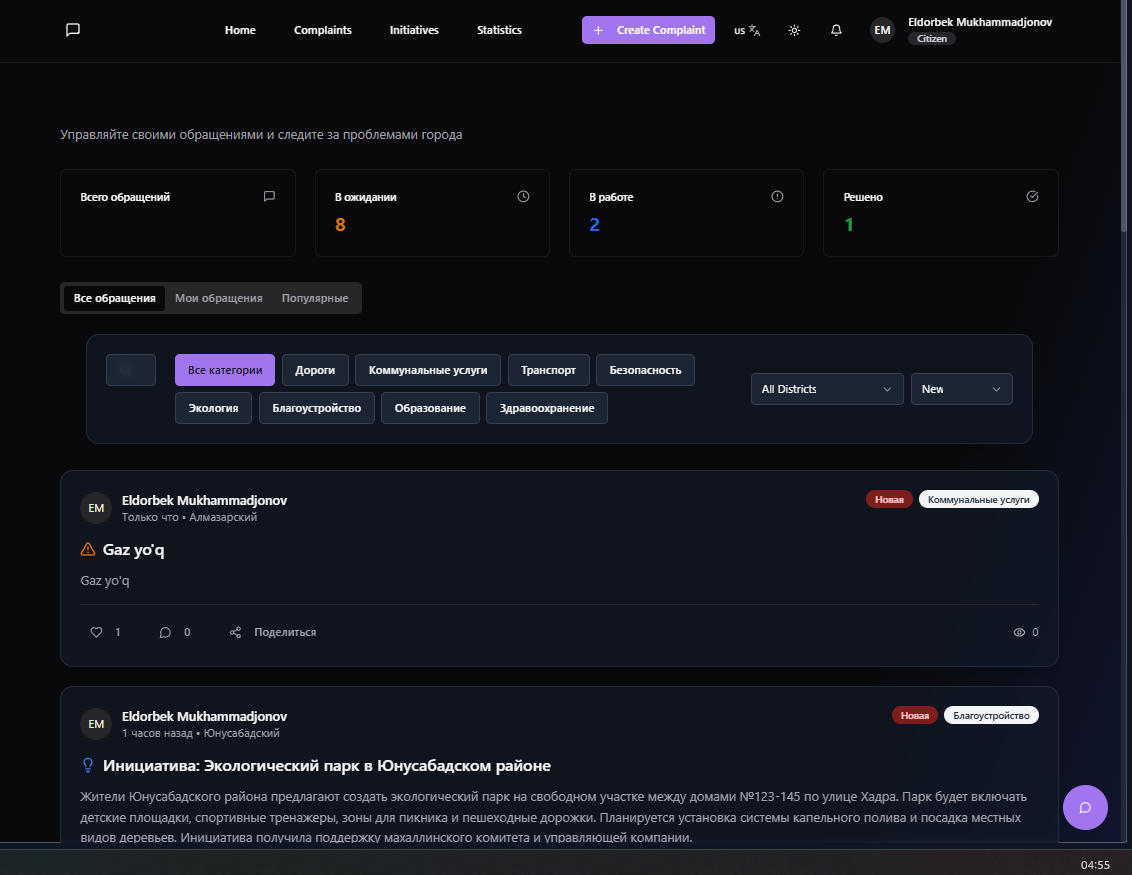 Home Complaints Initiatives Statistics + Create Complaint us EM Eldorbek Mukhammadjonov
Citizen
Управляйте своими обращениями и следите за проблемами города
Всего обращений В ожидании В работе Решено
8 2 1
Все обращения Мои обращения Популярные
Все категории Дороги Коммунальные услуги Транспорт Безопасность
All Districts New
Экология Благоустройство Образование Здравоохранение
EM Eldorbek Mukhammadjonov Новая Коммунальные услуги
Только что • Алмазарский
Gaz yo'q
Gaz yo'q
1 0 Поделиться 0
EM Eldorbek Mukhammadjonov Новая Благоустройство
1 часов назад • Юнусабадский
Инициатива: Экологический парк в Юнусабадском районе
Жители Юнусабадского района предлагают создать экологический парк на свободном участке между домами №123-145 по улице Хадра. Парк будет включать
детские площадки, спортивные тренажеры, зоны для пикника и пешеходные дорожки. Планируется установка системы капельного полива и посадка местных
видов деревьев. Инициатива получила поддержку махаллинского комитета и управляющей компании.
04:55